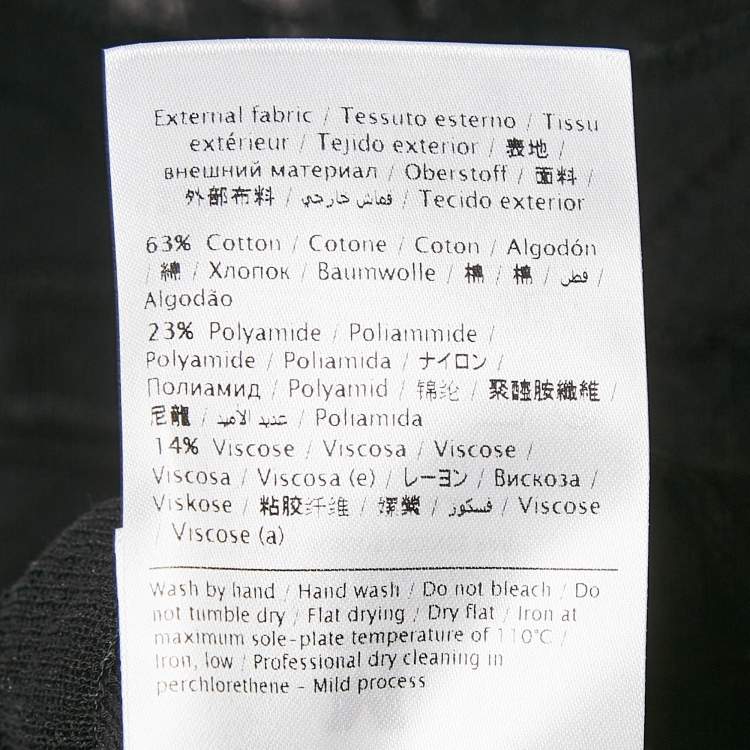 External fabric / Tessuto esterno / Tissu
extérieur / Tejido exterior / 表地 /
внешний материал / Oberstoff / 面料 /
外部布料 / قماش خارجي / Tecido exterior
63% Cotton / Cotone / Coton / Algodón
/ 綿 / Хлопок / Baumwolle / 棉 / 棉 / قطن /
Algodão
23% Polyamide / Poliammide /
Polyamide / Poliamida / ナイロン /
Полиамид / Polyamid / 锦纶 / 聚醯胺纖維 /
尼龍 / عديد الأميد / Poliamida
14% Viscose / Viscosa / Viscose /
Viscosa / Viscosa (e) / レーヨン / Вискоза /
Viskose / 粘胶纤维 / 嫘縈 / فسكوز / Viscose
/ Viscose (a)
Wash by hand / Hand wash / Do not bleach / Do
not tumble dry / Flat drying / Dry flat / Iron at
maximum sole-plate temperature of 110°C /
Iron, low / Professional dry cleaning in
perchlorethene - Mild process